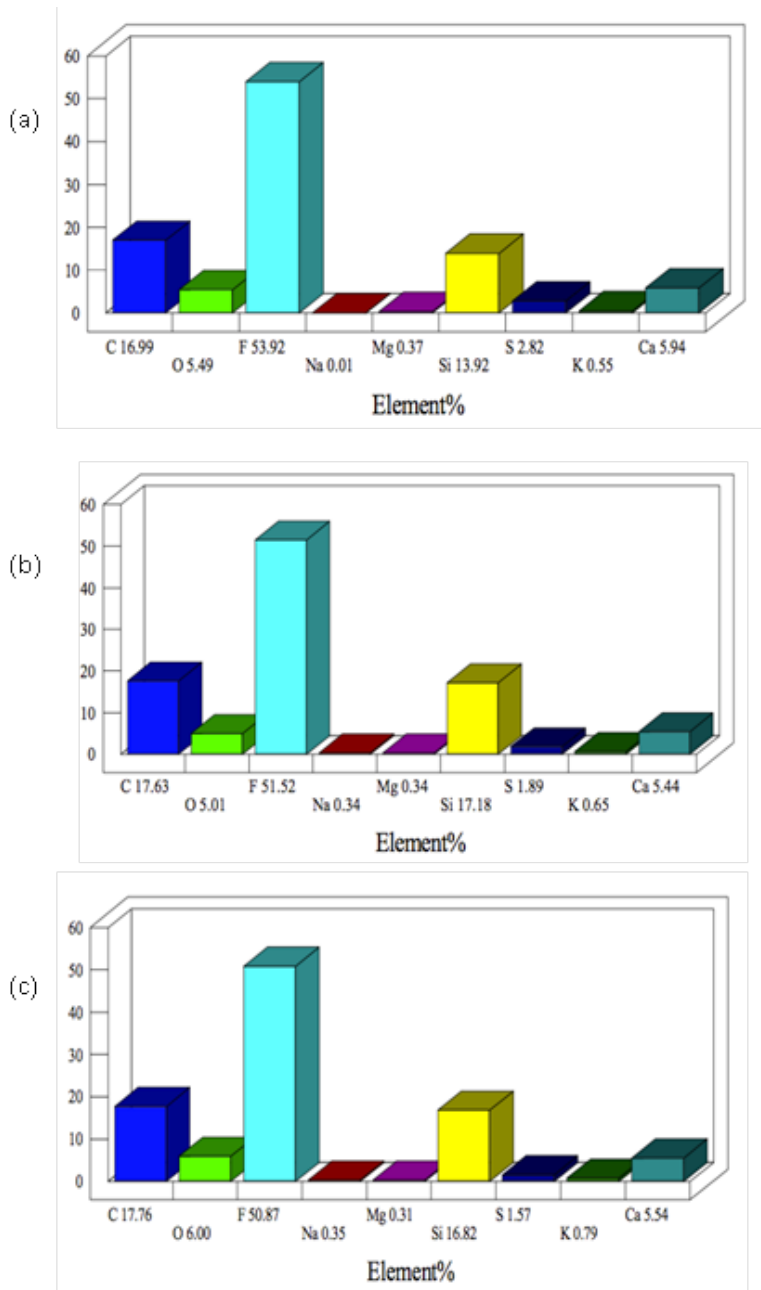 (a)
60
50
40
30
20
10
0
C 16.99 F 53.92 Mg 0.37 S 2.82 Ca 5.94
O 5.49 Na 0.01 Si 13.92 K 0.55
Element%
(b)
60
50
40
30
20
10
0
C 17.63 F 51.52 Mg 0.34 S 1.89 Ca 5.44
O 5.01 Na 0.34 Si 17.18 K 0.65
Element%
(c)
60
50
40
30
20
10
0
C 17.76 F 50.87 Mg 0.31 S 1.57 Ca 5.54
O 6.00 Na 0.35 Si 16.82 K 0.79
Element%